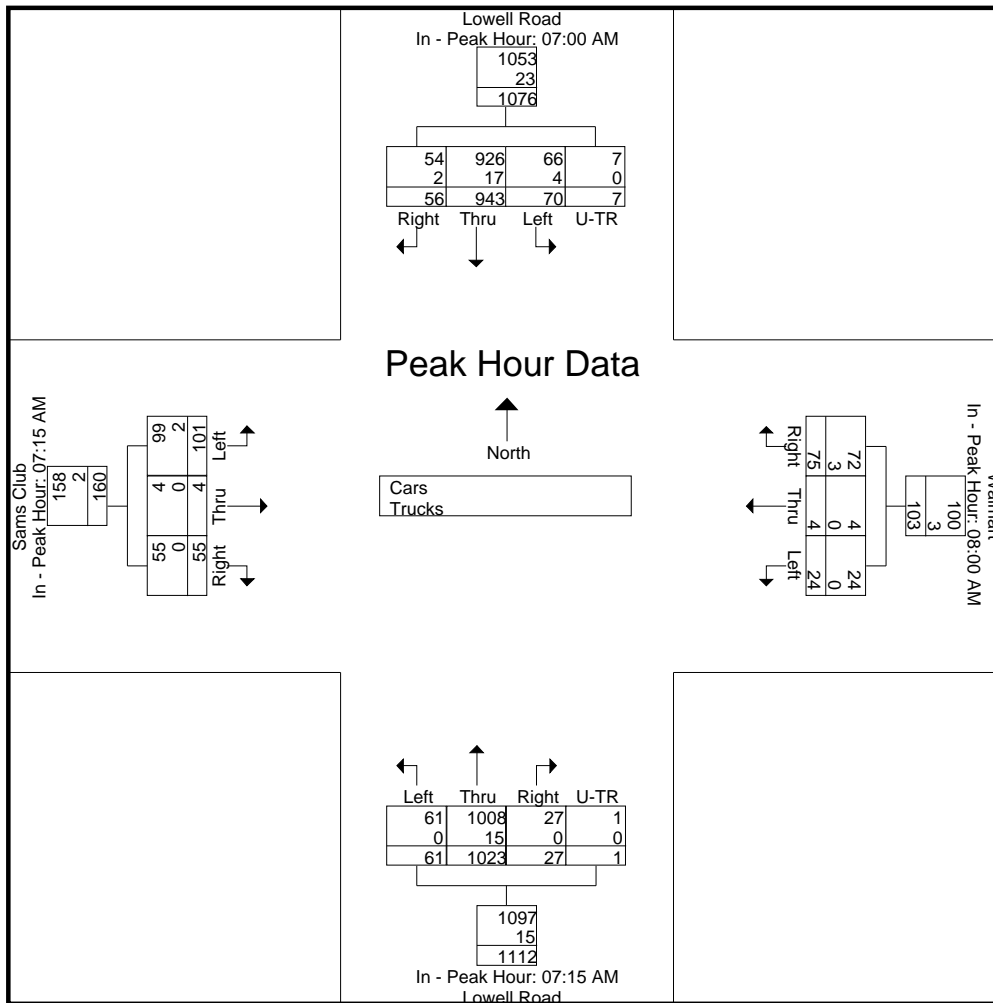 Lowell Road
In - Peak Hour: 07:00 AM
1053
23
1076
54 926 66 7
2 17 4 0
56 943 70 7
Right Thru Left U-TR
Peak Hour Data
North
Cars
Trucks
Sams Club
In - Peak Hour: 07:15 AM
158
2
160
99 4 55
2 0 0
101 4 55
Left Thru Right
Walmart
In - Peak Hour: 08:00 AM
100
3
103
72 4 24
3 0 0
75 4 24
Right Thru Left
Left Thru Right U-TR
61 1008 27 1
0 15 0 0
61 1023 27 1
1097
15
1112
In - Peak Hour: 07:15 AM
Lowell Road